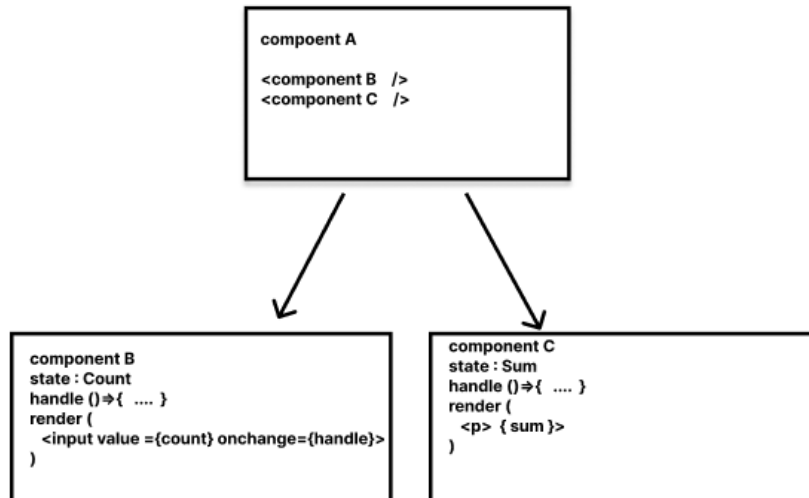 compoent A
<component B />
<component C />
component B
state : Count
handle ()⇒{ .... }
render (
<input value ={count} onchange={handle}>
)
component C
state : Sum
handle ()⇒{ .... }
render (
<p> { sum }>
)